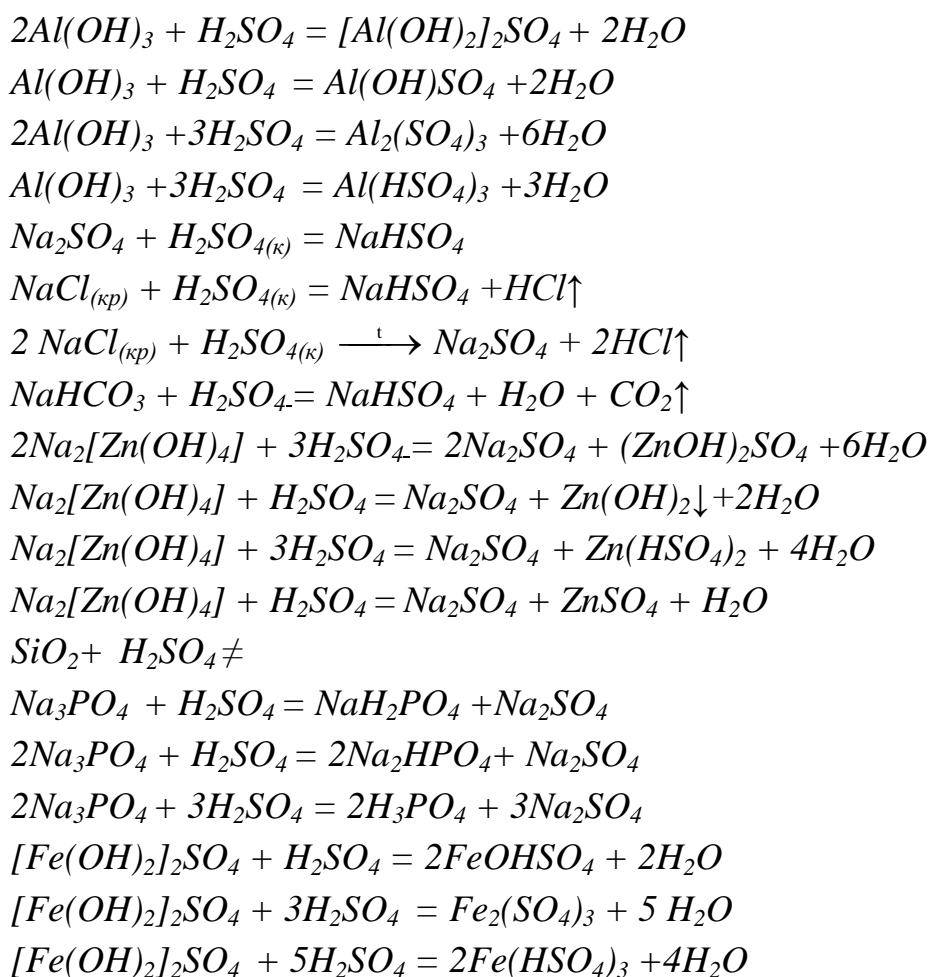 2Al(OH)₃ + H₂SO₄ = [Al(OH)₂]₂SO₄ + 2H₂O
Al(OH)₃ + H₂SO₄ = Al(OH)SO₄ +2H₂O
2Al(OH)₃ +3H₂SO₄ = Al₂(SO₄)₃ +6H₂O
Al(OH)₃ +3H₂SO₄ = Al(HSO₄)₃ +3H₂O
Na₂SO₄ + H₂SO₄₍к₎ = NaHSO₄
NaCl₍кр₎ + H₂SO₄₍к₎ = NaHSO₄ +HCl↑
2 NaCl₍кр₎ + H₂SO₄₍к₎ —t→ Na₂SO₄ + 2HCl↑
NaHCO₃ + H₂SO₄.= NaHSO₄ + H₂O + CO₂↑
2Na₂[Zn(OH)₄] + 3H₂SO₄.= 2Na₂SO₄ + (ZnOH)₂SO₄ +6H₂O
Na₂[Zn(OH)₄] + H₂SO₄ = Na₂SO₄ + Zn(OH)₂↓+2H₂O
Na₂[Zn(OH)₄] + 3H₂SO₄ = Na₂SO₄ + Zn(HSO₄)₂ + 4H₂O
Na₂[Zn(OH)₄] + H₂SO₄ = Na₂SO₄ + ZnSO₄ + H₂O
SiO₂+ H₂SO₄ ≠
Na₃PO₄ + H₂SO₄ = NaH₂PO₄ +Na₂SO₄
2Na₃PO₄ + H₂SO₄ = 2Na₂HPO₄+ Na₂SO₄
2Na₃PO₄ + 3H₂SO₄ = 2H₃PO₄ + 3Na₂SO₄
[Fe(OH)₂]₂SO₄ + H₂SO₄ = 2FeOHSO₄ + 2H₂O
[Fe(OH)₂]₂SO₄ + 3H₂SO₄ = Fe₂(SO₄)₃ + 5 H₂O
[Fe(OH)₂]₂SO₄ + 5H₂SO₄ = 2Fe(HSO₄)₃ +4H₂O